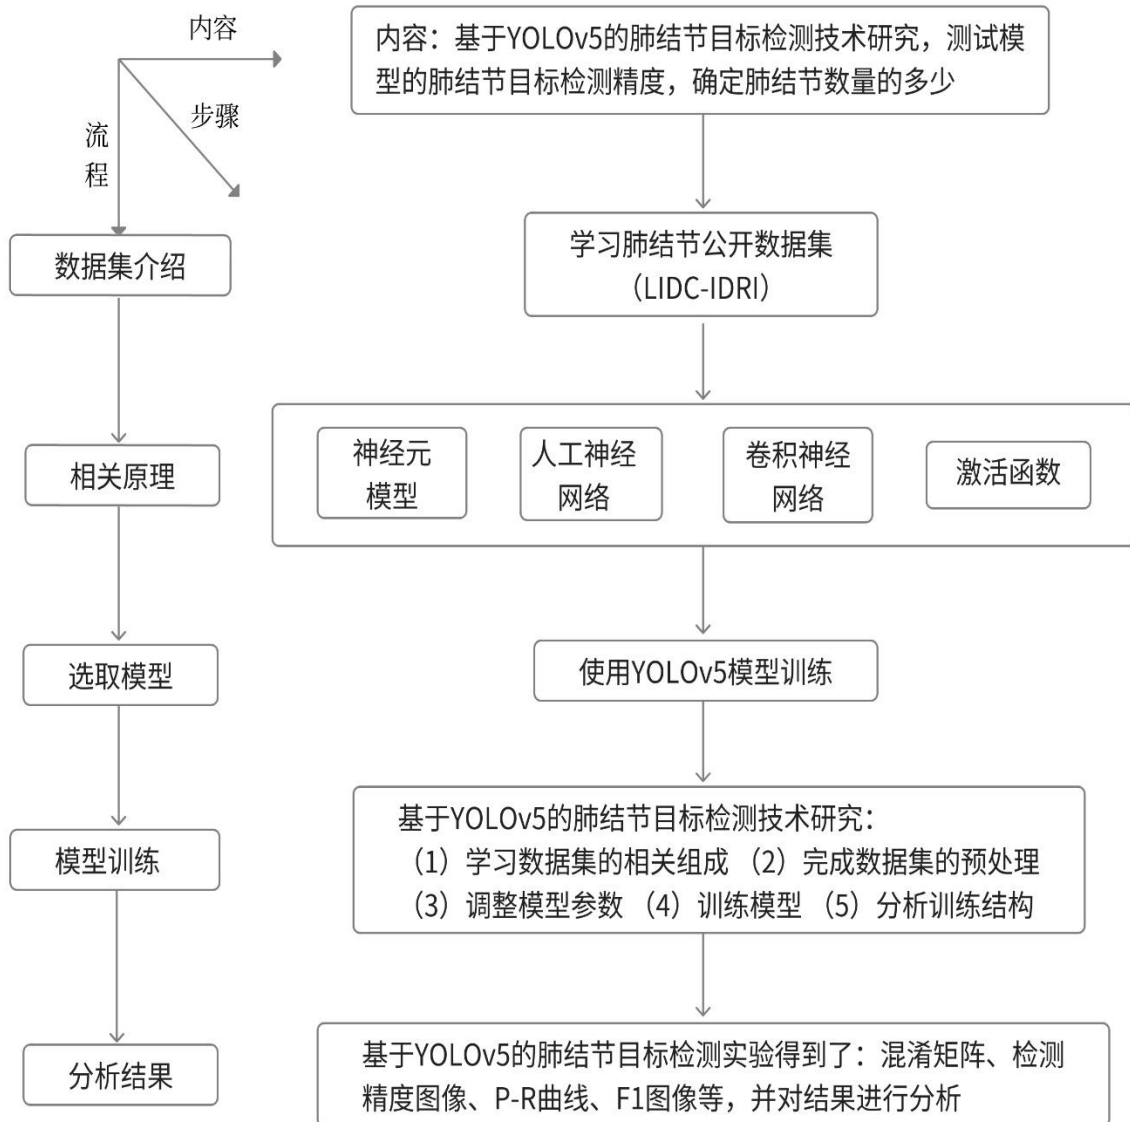 内容
步骤
流
程
内容：基于YOLOv5的肺结节目标检测技术研究，测试模
型的肺结节目标检测精度，确定肺结节数量的多少
数据集介绍
学习肺结节公开数据集
（LIDC-IDRI）
相关原理
神经元
模型
人工神经
网络
卷积神经
网络
激活函数
选取模型
使用YOLOv5模型训练
模型训练
基于YOLOv5的肺结节目标检测技术研究：
（1）学习数据集的相关组成 （2）完成数据集的预处理
（3）调整模型参数 （4）训练模型 （5）分析训练结构
分析结果
基于YOLOv5的肺结节目标检测实验得到了：混淆矩阵、检测
精度图像、P-R曲线、F1图像等，并对结果进行分析